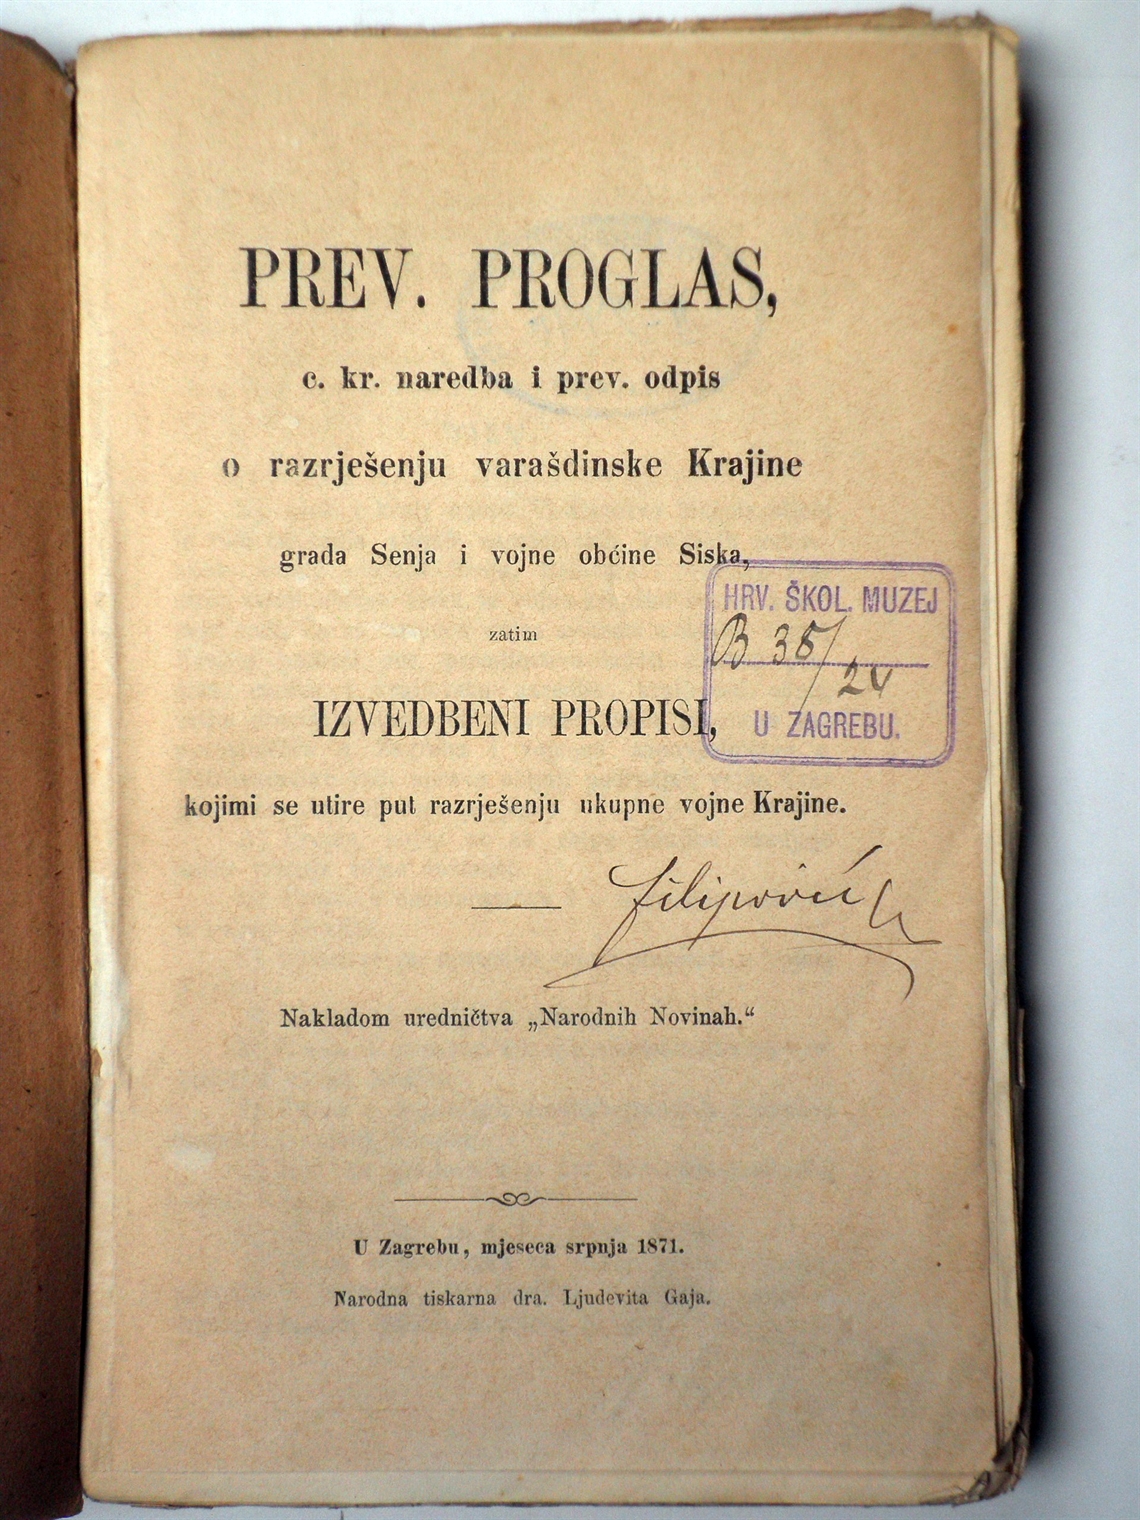 PREV. PROGLAS,
c. kr. naredba i prev. odpis
o razrješenju varašdinske Krajine
grada Senja i vojne obćine Siska,
zatim
HRV. ŠKOL. MUZEJ
B 35/24
U ZAGREBU.
IZVEDBENI PROPISI,
kojimi se utire put razrješenju ukupne vojne Krajine.
Filipović
Nakladom uredničtva „Narodnih Novinah.“
U Zagrebu, mjeseca srpnja 1871.
Narodna tiskarna dra. Ljudevita Gaja.